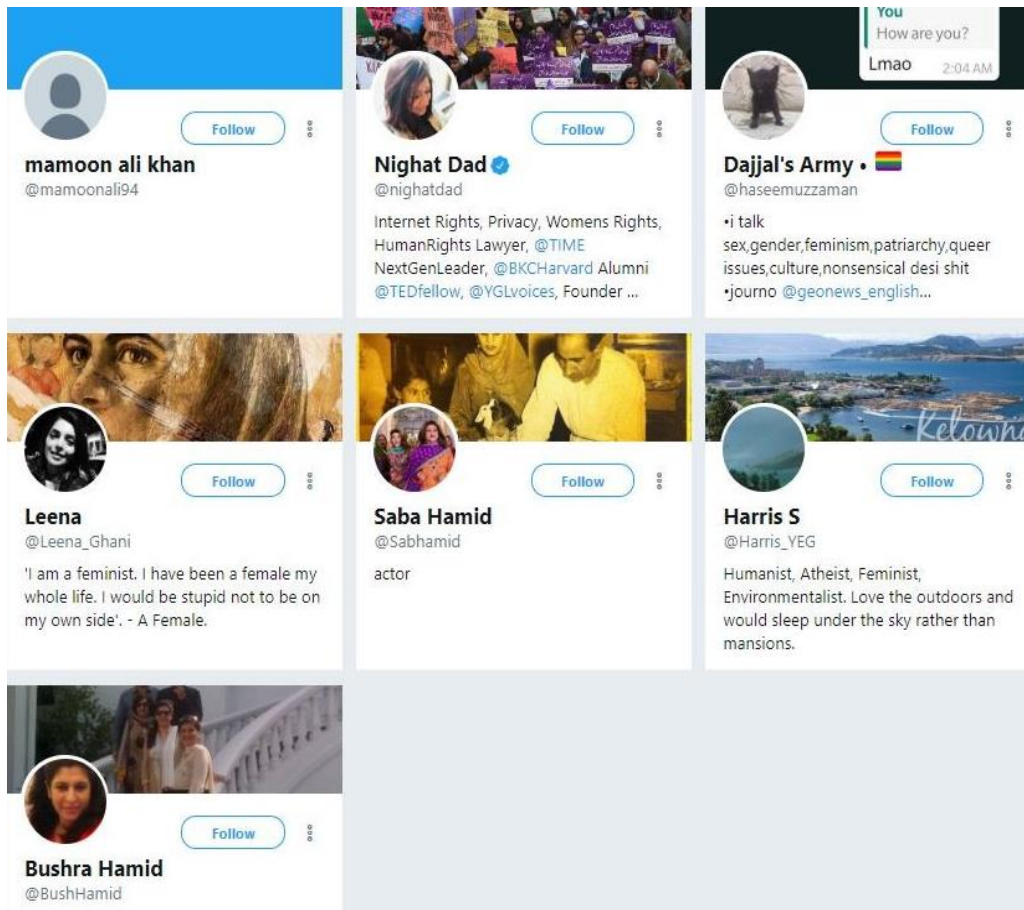 Follow
mamoon ali khan
@mamoonali94
Follow
Nighat Dad
@nighatdad
Internet Rights, Privacy, Womens Rights,
HumanRights Lawyer, @TIME
NextGenLeader, @BKCHarvard Alumni
@TEDfellow, @YGLvoices, Founder ...
You
How are you?
Lmao 2:04 AM
Follow
Dajjal's Army •
@haseemuzzaman
•i talk
sex,gender,feminism,patriarchy,queer
issues,culture,nonsensical desi shit
•journo @geonews_english...
Follow
Leena
@Leena_Ghani
'I am a feminist. I have been a female my
whole life. I would be stupid not to be on
my own side'. - A Female.
Follow
Saba Hamid
@Sabhamid
actor
Kelowna
Follow
Harris S
@Harris_YEG
Humanist, Atheist, Feminist,
Environmentalist. Love the outdoors and
would sleep under the sky rather than
mansions.
Follow
Bushra Hamid
@BushHamid